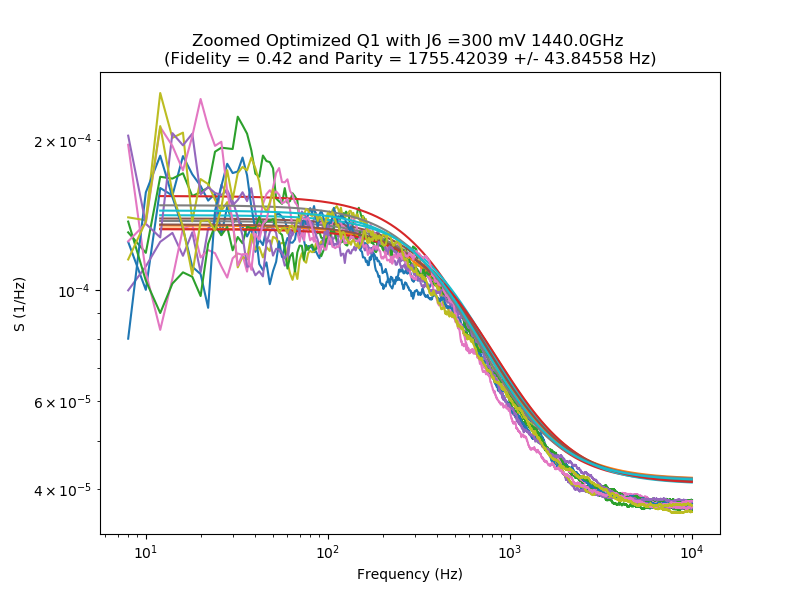 Zoomed Optimized Q1 with J6 =300 mV 1440.0GHz
(Fidelity = 0.42 and Parity = 1755.42039 +/- 43.84558 Hz)
S (1/Hz)
2 × 10⁻⁴
10⁻⁴
6 × 10⁻⁵
4 × 10⁻⁵
10¹ 10² 10³ 10⁴
Frequency (Hz)